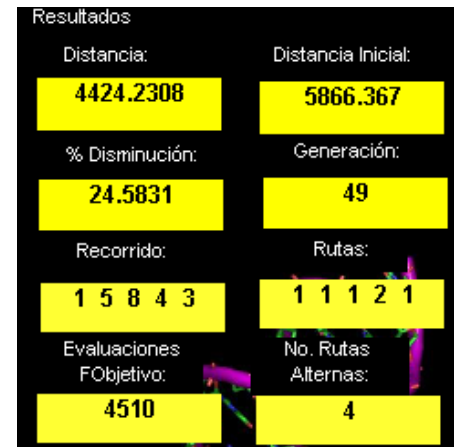 Resultados
Distancia: Distancia Inicial:
4424.2308 5866.367
% Disminución: Generación:
24.5831 49
Recorrido: Rutas:
1 5 8 4 3 1 1 1 2 1
Evaluaciones No. Rutas
FObjetivo: Alternas:
4510 4